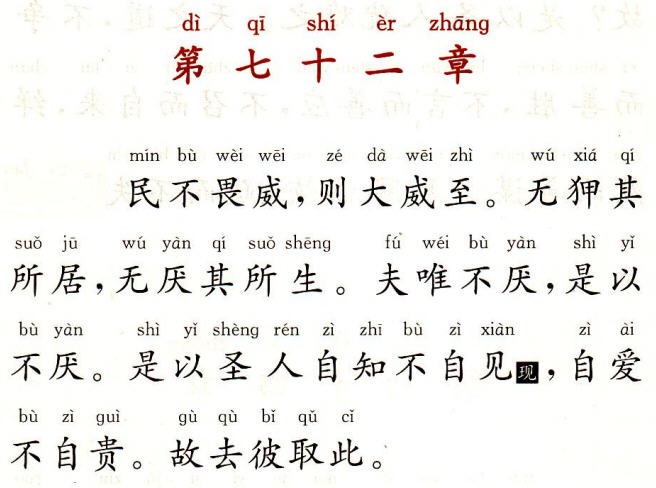 dì qī shí èr zhāng
第七十二章
mín bù wèi wēi zé dà wēi zhì wú xiá qí
民不畏威，则大威至。无狎其
suǒ jū wú yàn qí suǒ shēng fú wéi bù yàn shì yǐ
所居，无厌其所生。夫唯不厌，是以
bù yàn shì yǐ shèng rén zì zhī bù zì xiàn zì ài
不厌。是以圣人自知不自见现，自爱
bù zì guì gù qù bǐ qǔ cǐ
不自贵。故去彼取此。